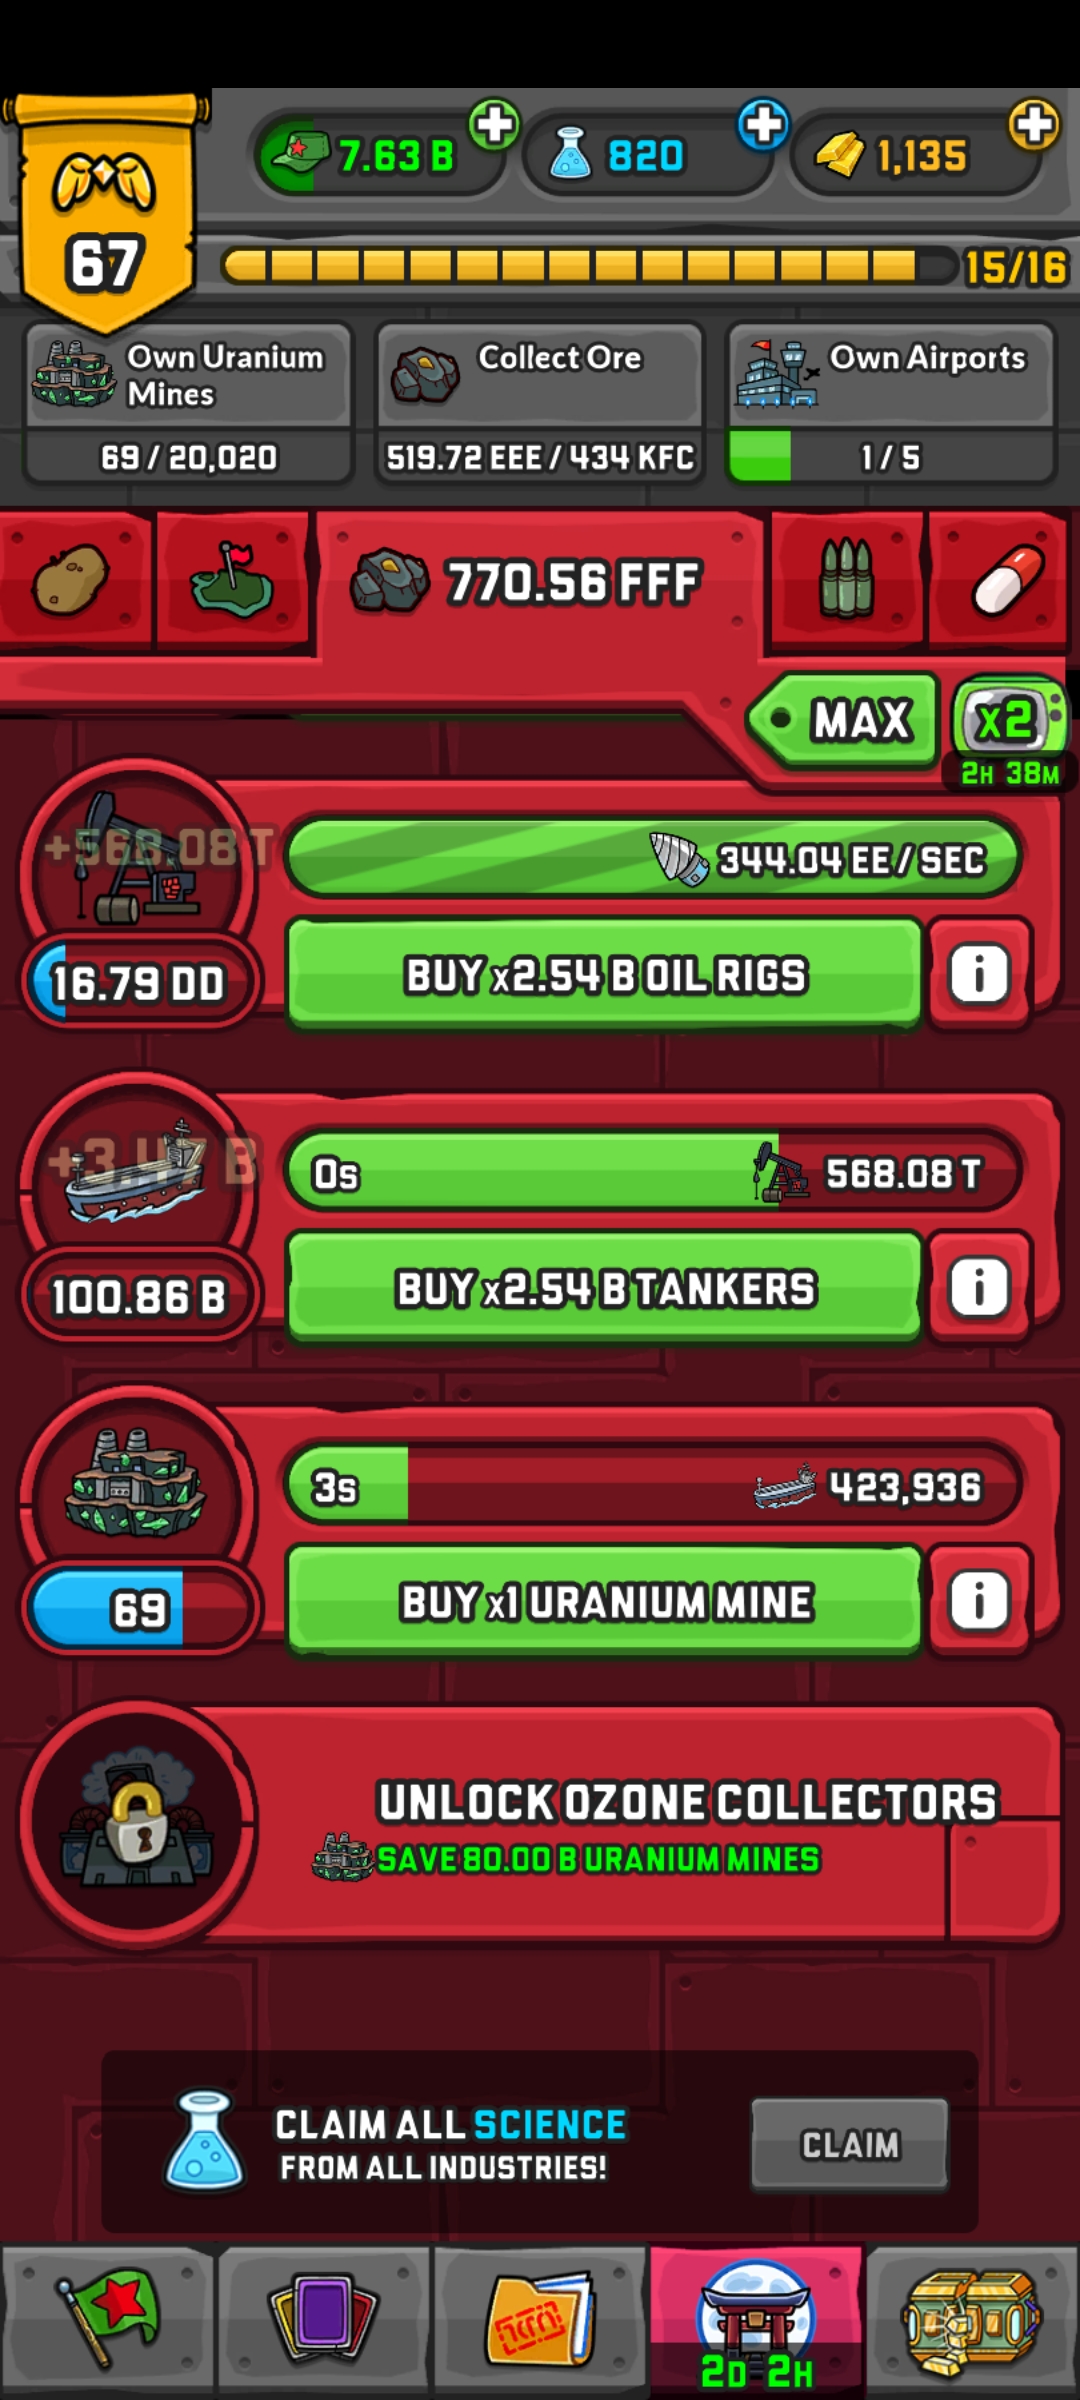 7.63 B
820
1,135
67
15/16
Own Uranium
Mines
69 / 20,020
Collect Ore
519.72 EEE / 434 KFC
Own Airports
1 / 5
770.56 FFF
MAX
x2
2H 38M
+568.08 T
344.04 EE / SEC
16.79 DD
BUY x2.54 B OIL RIGS
i
+3.47 B
0s
568.08 T
100.86 B
BUY x2.54 B TANKERS
i
3s
423,936
69
BUY x1 URANIUM MINE
i
UNLOCK OZONE COLLECTORS
SAVE 80.00 B URANIUM MINES
CLAIM ALL SCIENCE
FROM ALL INDUSTRIES!
CLAIM
2D 2H